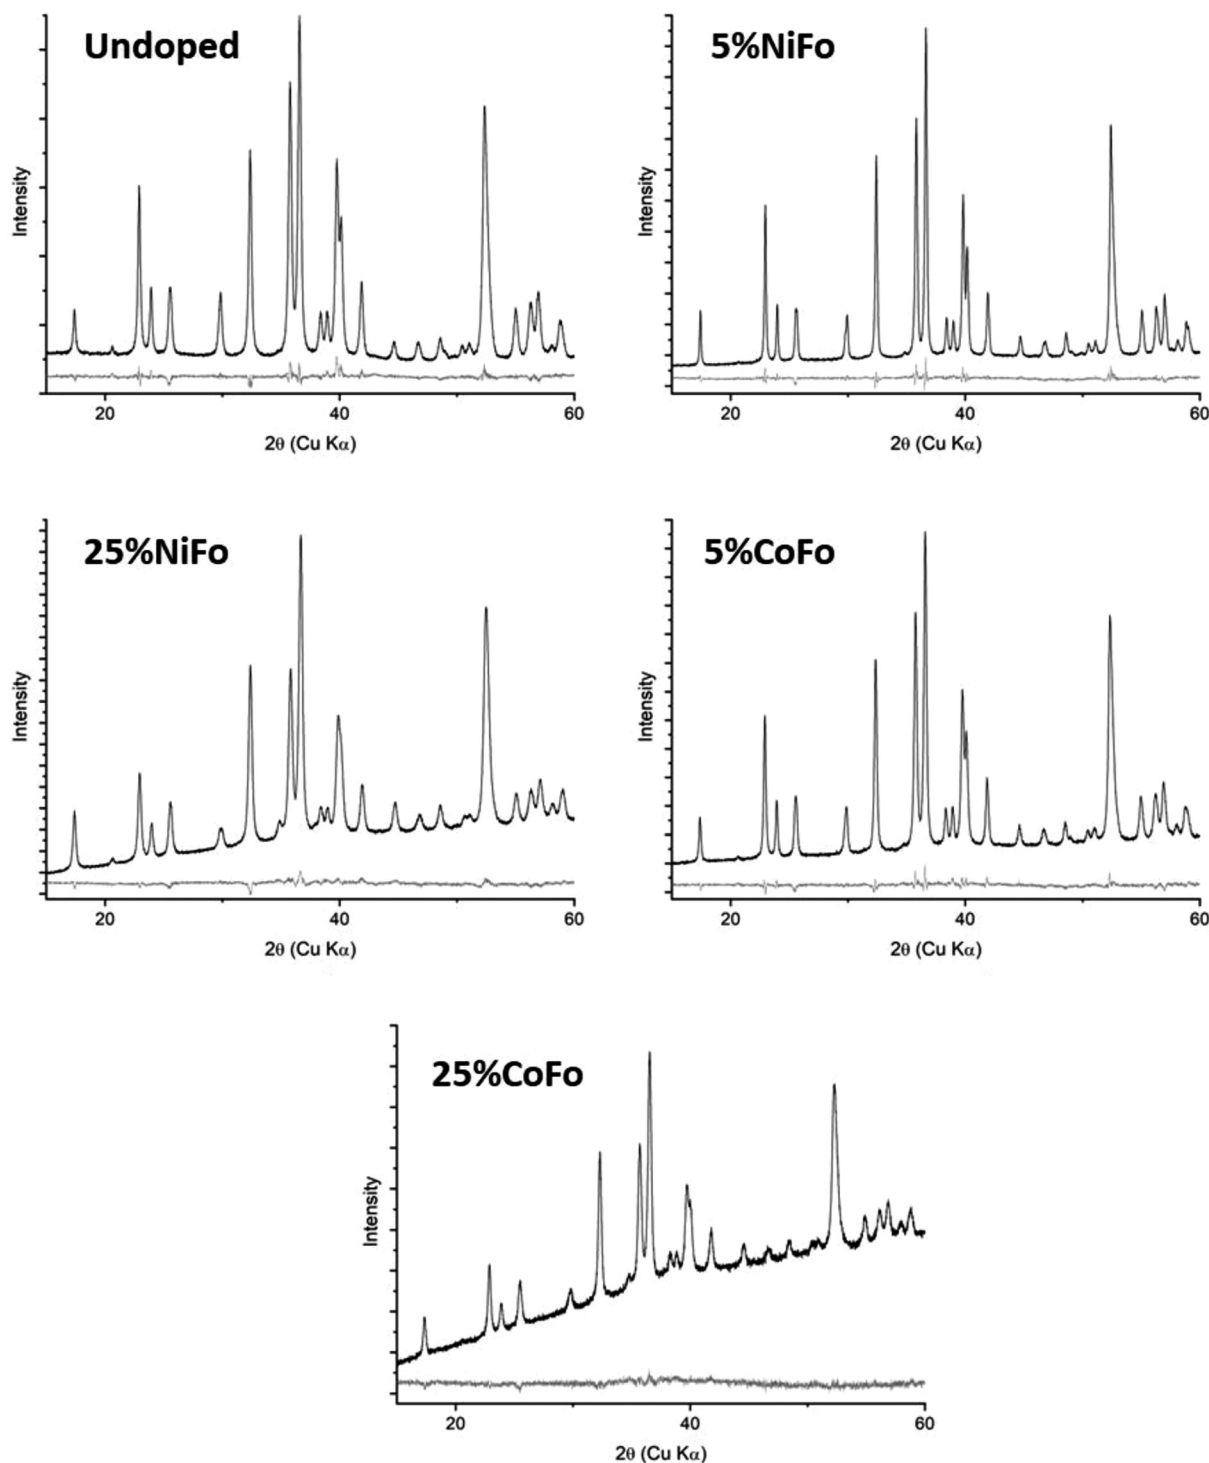 Undoped
Intensity
20
40
60
2θ (Cu Kα)
5%NiFo
Intensity
20
40
60
2θ (Cu Kα)
25%NiFo
Intensity
20
40
60
2θ (Cu Kα)
5%CoFo
Intensity
20
40
60
2θ (Cu Kα)
25%CoFo
Intensity
20
40
60
2θ (Cu Kα)